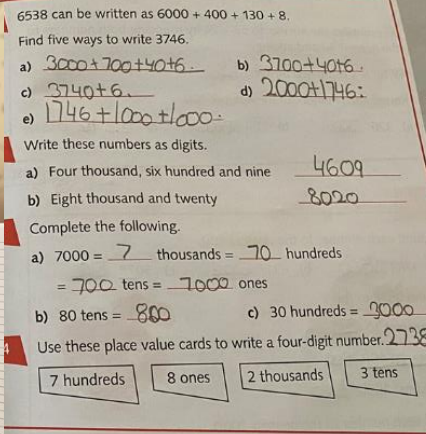 6538 can be written as 6000 + 400 + 130 + 8.
Find five ways to write 3746.
a) 3000+700+40+6. b) 3700+40+6.
c) 3740+6. d) 2000+1746.
e) 1746+1000+1000.
Write these numbers as digits.
a) Four thousand, six hundred and nine 4609
b) Eight thousand and twenty 8020
Complete the following.
a) 7000 = 7 thousands = 70 hundreds
= 700 tens = 7000 ones
b) 80 tens = 800 c) 30 hundreds = 3000
4 Use these place value cards to write a four-digit number. 2738
7 hundreds 8 ones 2 thousands 3 tens